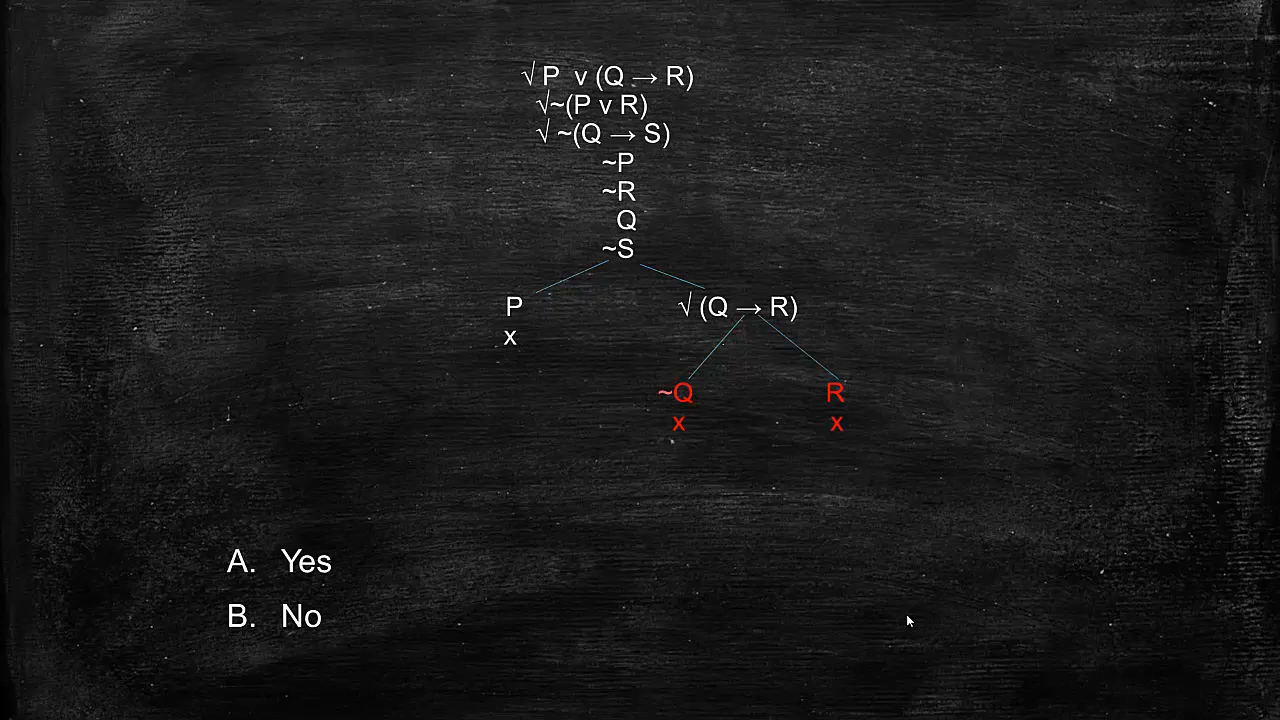 √ P v (Q → R)
√~(P v R)
√ ~(Q → S)
~P
~R
Q
~S
P √ (Q → R)
x
~Q R
x x
A. Yes
B. No